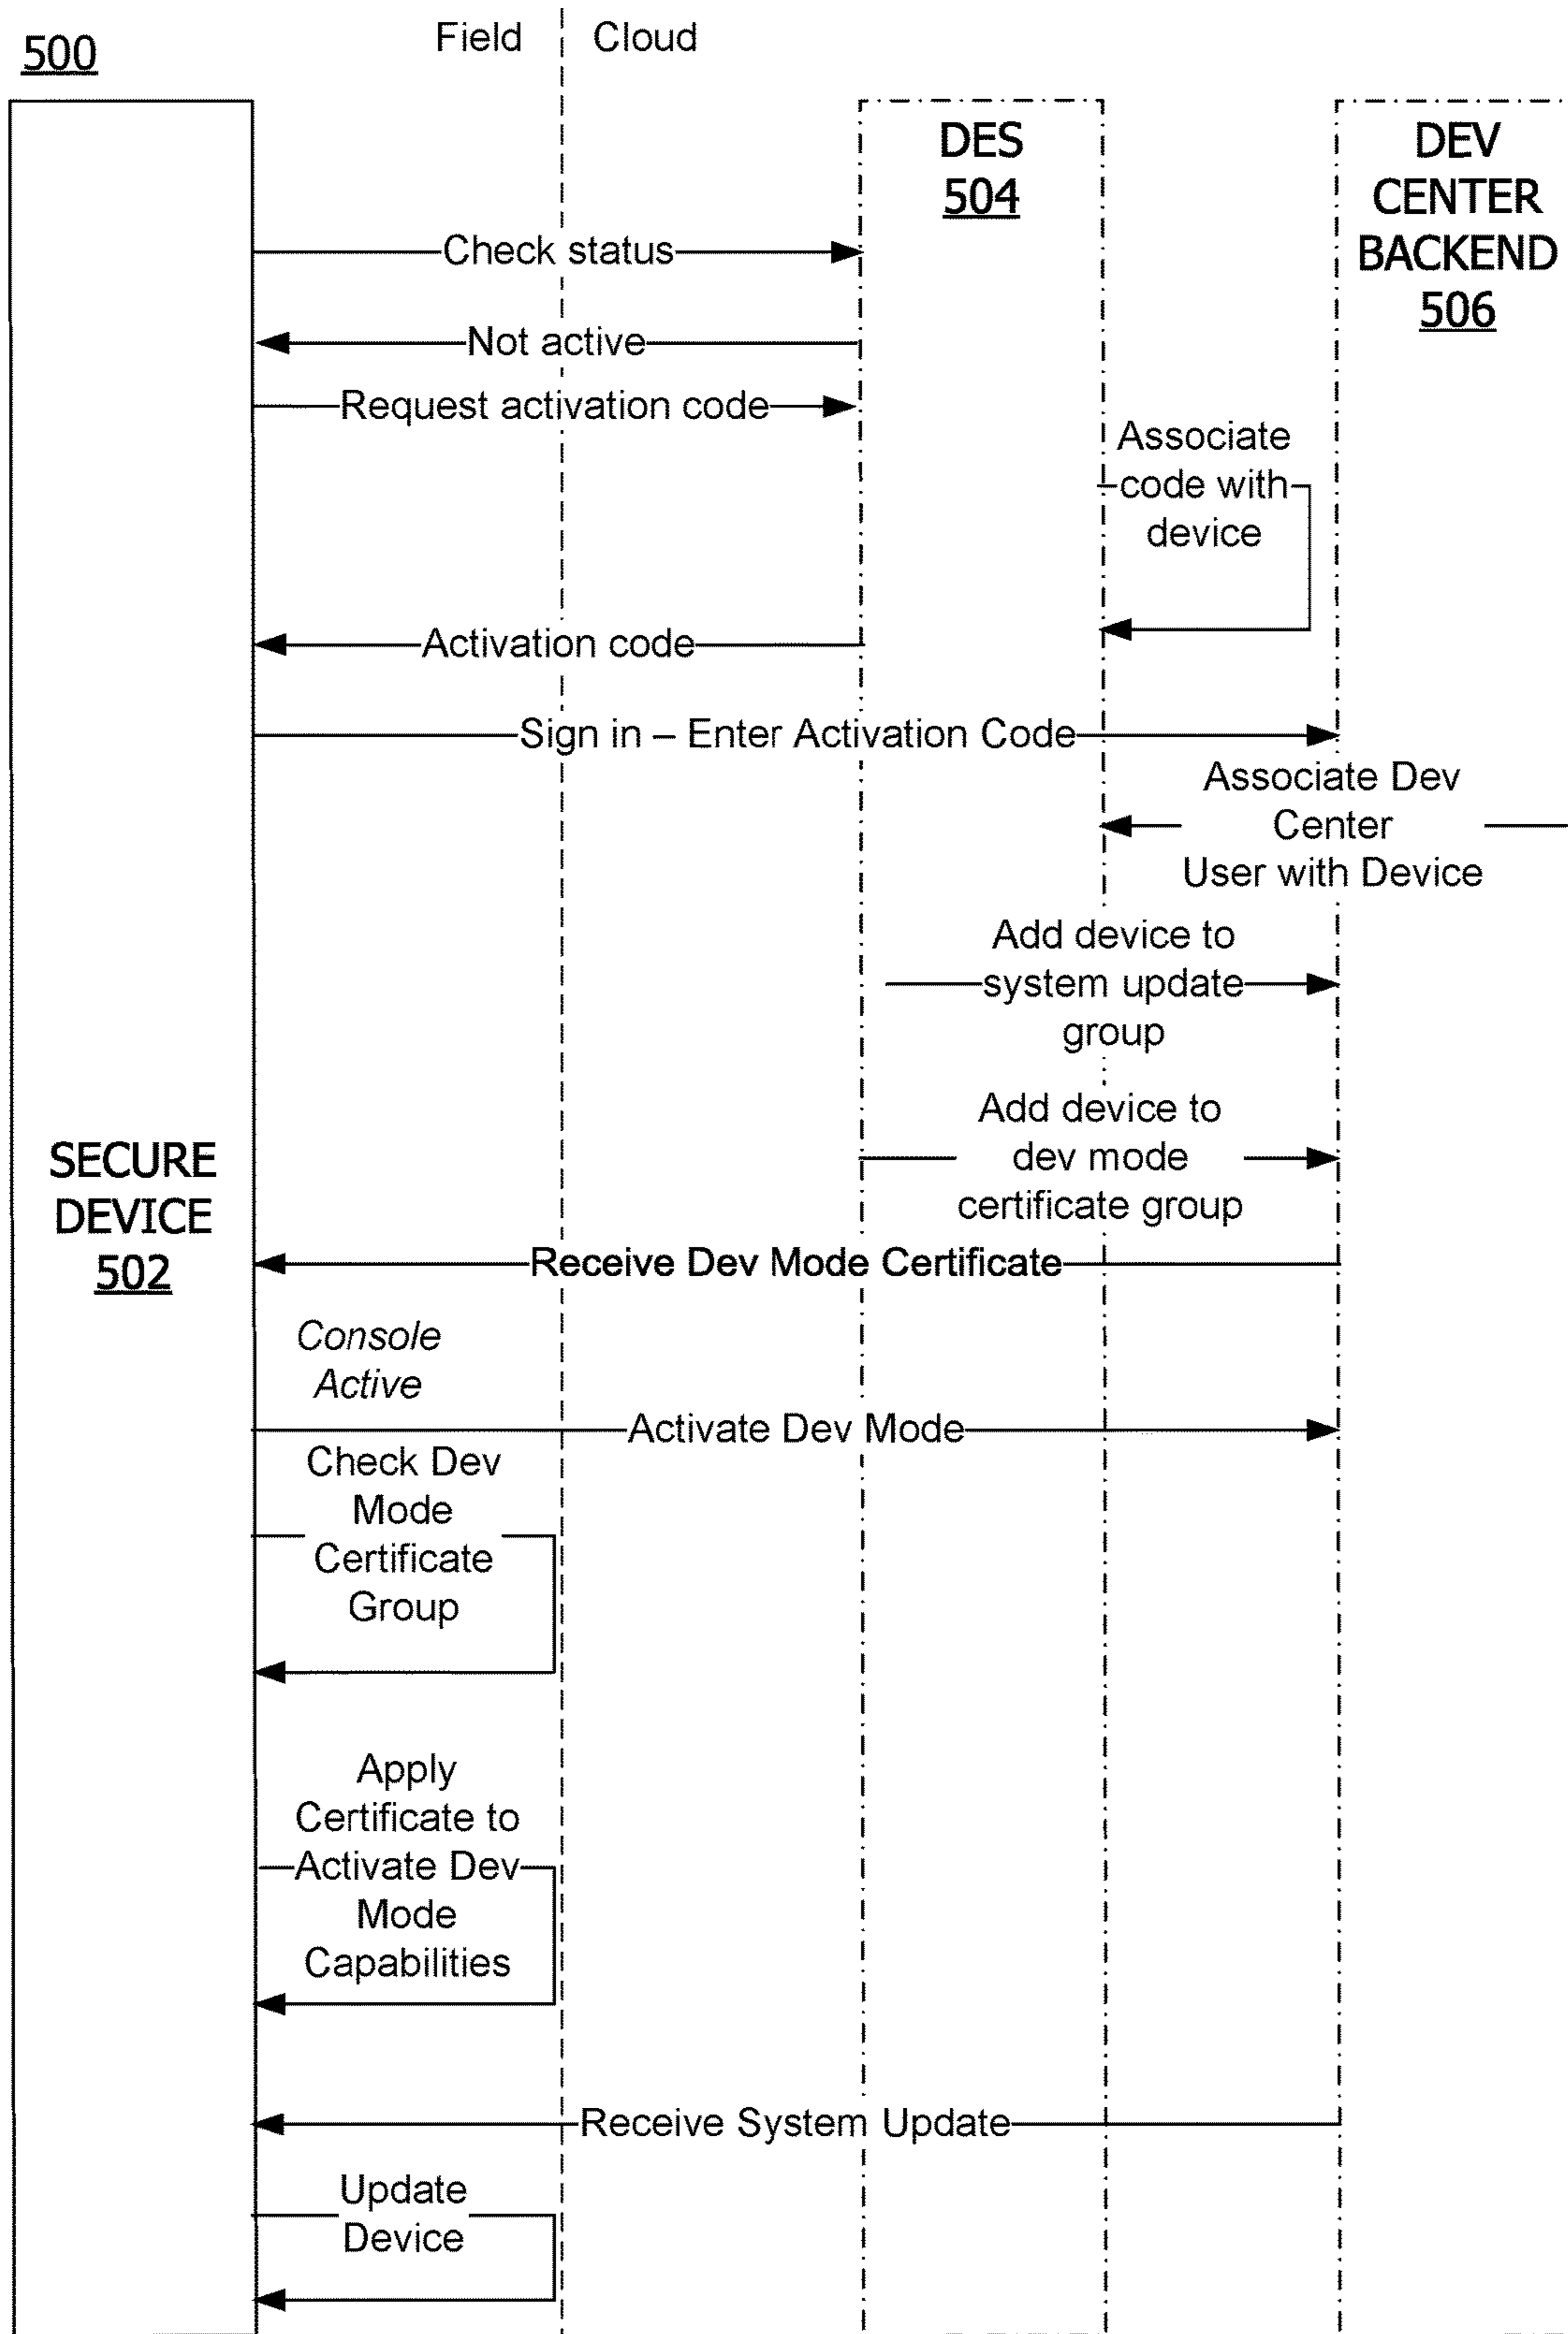 500
Field
Cloud
DES
504
DEV
CENTER
BACKEND
506
Check status
Not active
Request activation code
Associate
code with
device
Activation code
Sign in – Enter Activation Code
Associate Dev
Center
User with Device
Add device to
system update
group
Add device to
dev mode
certificate group
SECURE
DEVICE
502
Receive Dev Mode Certificate
Console
Active
Activate Dev Mode
Check Dev
Mode
Certificate
Group
Apply
Certificate to
Activate Dev
Mode
Capabilities
Receive System Update
Update
Device